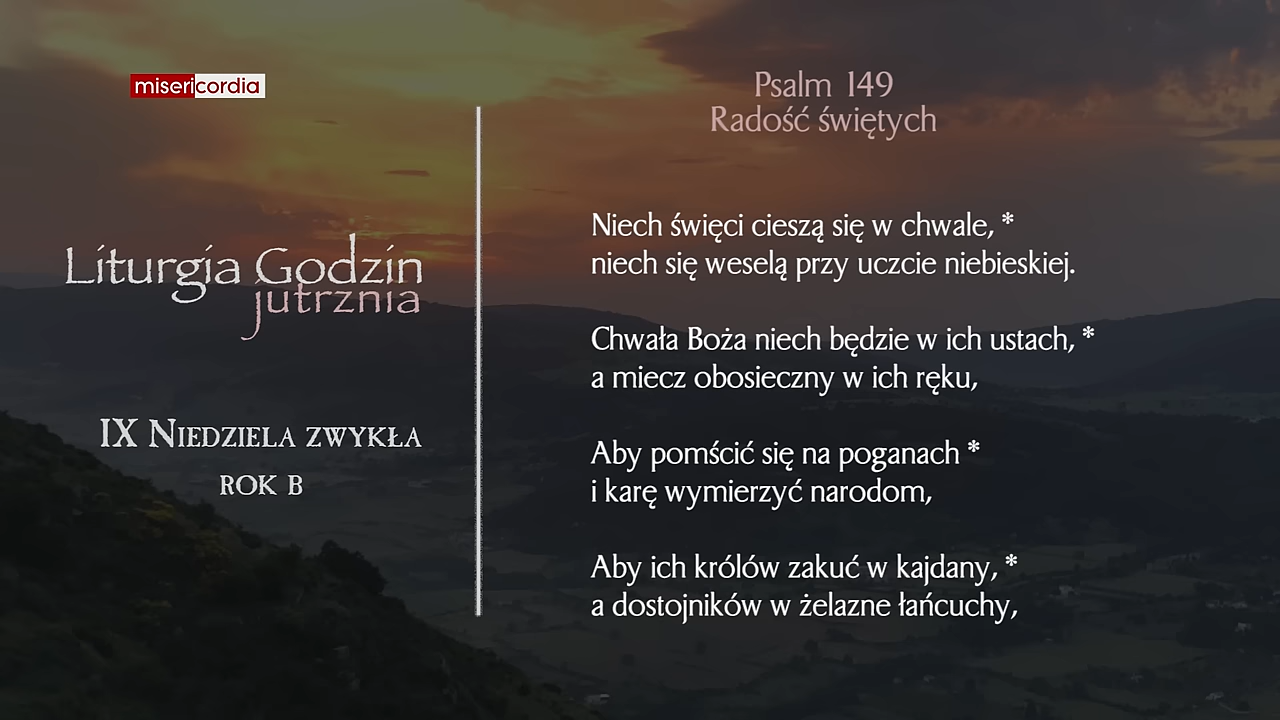 misericordia
Liturgia Godzin
jutrznia
IX Niedziela zwykła
rok B
Psalm 149
Radość świętych
Niech święci cieszą się w chwale, *
niech się weselą przy uczcie niebieskiej.
Chwała Boża niech będzie w ich ustach, *
a miecz obosieczny w ich ręku,
Aby pomścić się na poganach *
i karę wymierzyć narodom,
Aby ich królów zakuć w kajdany, *
a dostojników w żelazne łańcuchy,